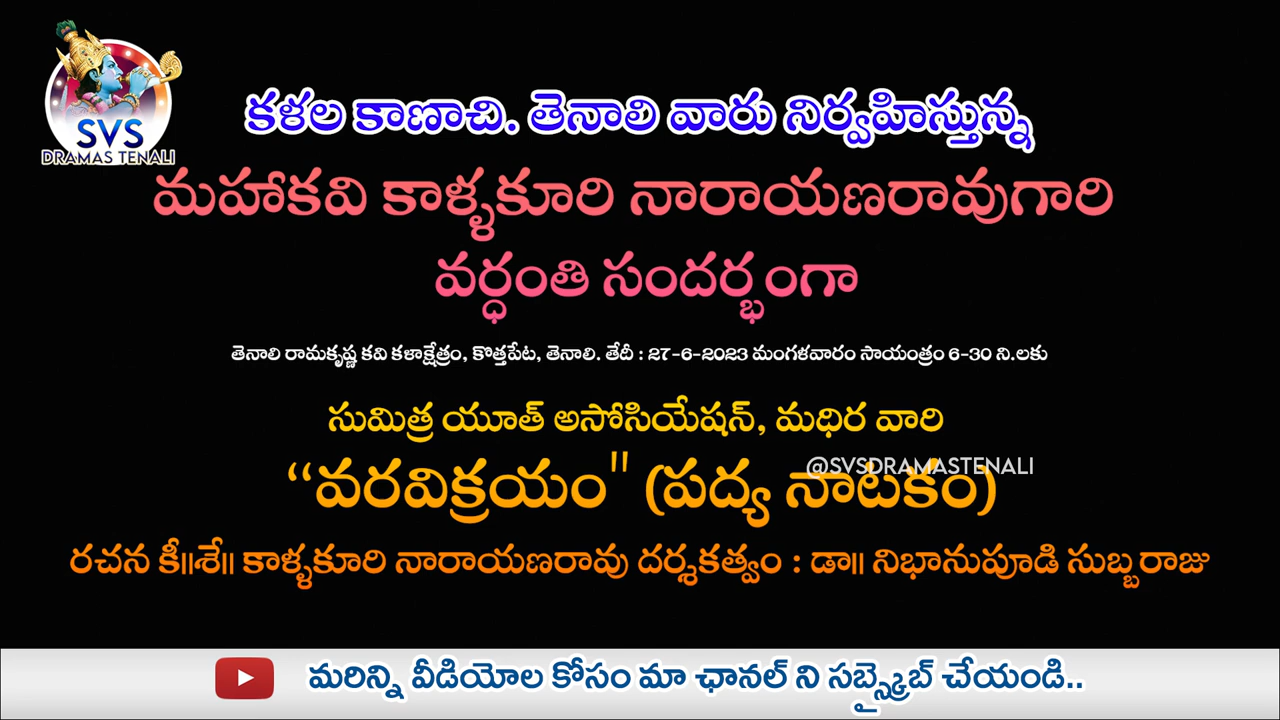 SVS
DRAMAS TENALI
కళల కాణాచి. తెనాలి వారు నిర్వహిస్తున్న
మహాకవి కాళ్ళకూరి నారాయణరావుగారి
వర్ధంతి సందర్భంగా
తెనాలి రామకృష్ణ కవి కళాక్షేత్రం, కొత్తపేట, తెనాలి. తేదీ : 27-6-2023 మంగళవారం సాయంత్రం 6-30 ని.లకు
సుమిత్ర యూత్ అసోసియేషన్, మధిర వారి
@SVSDRAMASTENALI
“వరవిక్రయం" (పద్య నాటకం)
రచన కీ॥శే॥ కాళ్ళకూరి నారాయణరావు దర్శకత్వం : డా॥ నిభానుపూడి సుబ్బరాజు
మరిన్ని వీడియోల కోసం మా ఛానల్ ని సబ్స్క్రైబ్ చేయండి..